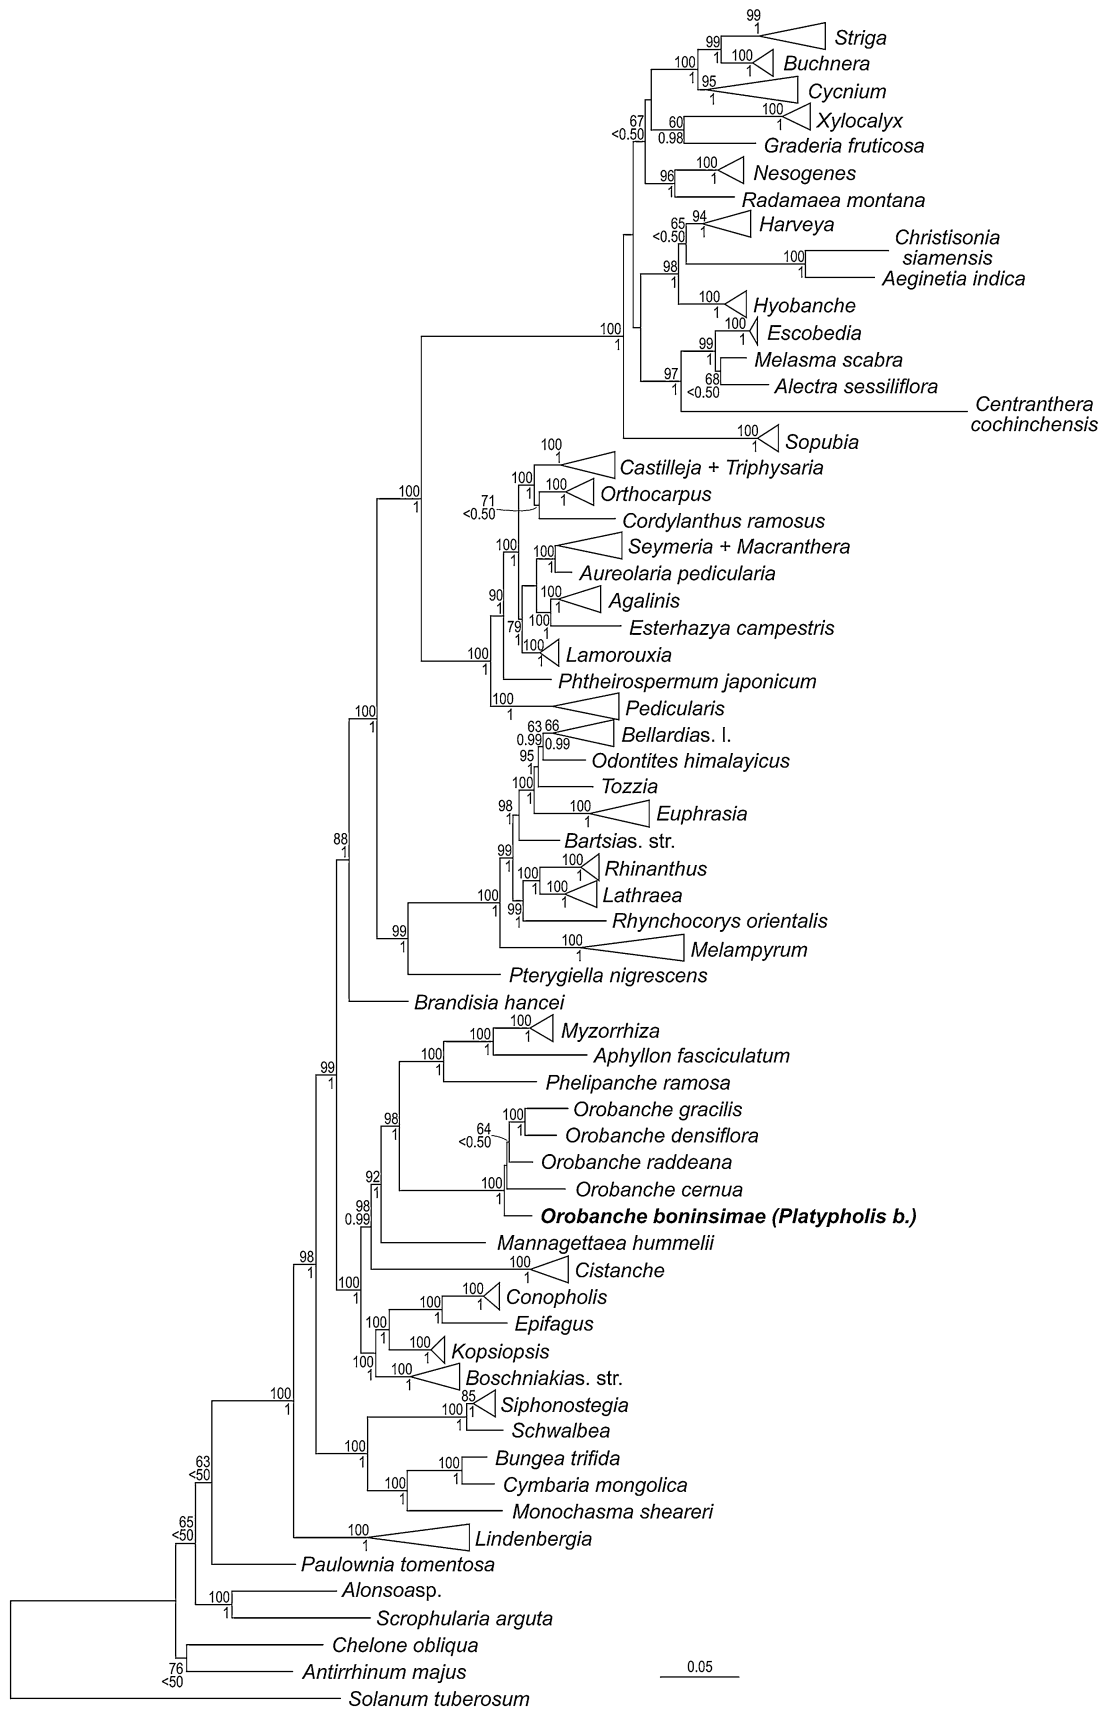 99
1
Striga
99
1
100
1
Buchnera
100
1
95
1
Cycnium
100
1
Xylocalyx
67
<0.50
60
0.98
Graderia fruticosa
100
1
Nesogenes
96
1
Radamaea montana
65
<0.50
94
1
Harveya
Christisonia
siamensis
100
1
Aeginetia indica
98
1
100
1
Hyobanche
100
1
Escobedia
100
1
99
1
Melasma scabra
97
1
68
<0.50
Alectra sessiliflora
Centranthera
cochinchensis
100
1
Sopubia
100
1
Castilleja + Triphysaria
100
1
100
1
Orthocarpus
100
1
71
<0.50
Cordylanthus ramosus
100
1
100
1
Seymeria + Macranthera
Aureolaria pedicularia
90
1
100
1
Agalinis
79
1
100
1
Esterhazya campestris
100
1
100
1
Lamorouxia
Phtheirospermum japonicum
100
1
Pedicularis
100
1
63
0.99
66
0.99
Bellardias. l.
Odontites himalayicus
95
1
100
1
Tozzia
98
1
100
1
Euphrasia
Bartsias. str.
88
1
99
1
100
1
Rhinanthus
100
1
100
1
Lathraea
100
1
99
1
Rhynchocorys orientalis
99
1
100
1
Melampyrum
Pterygiella nigrescens
Brandisia hancei
100
1
Myzorrhiza
100
1
100
1
Aphyllon fasciculatum
99
1
Phelipanche ramosa
98
1
100
1
Orobanche gracilis
64
<0.50
Orobanche densiflora
Orobanche raddeana
92
1
100
1
Orobanche cernua
98
0.99
Orobanche boninsimae (Platypholis b.)
Mannagettaea hummelii
98
1
100
1
Cistanche
100
1
100
1
Conopholis
100
1
Epifagus
100
1
100
1
Kopsiopsis
100
1
100
1
Boschniakias. str.
100
1
85
1
Siphonostegia
100
1
Schwalbea
100
1
Bungea trifida
63
<50
100
1
Cymbaria mongolica
100
1
Monochasma sheareri
65
<50
100
1
Lindenbergia
Paulownia tomentosa
Alonsoasp.
100
1
Scrophularia arguta
Chelone obliqua
76
<50
Antirrhinum majus
0.05
Solanum tuberosum